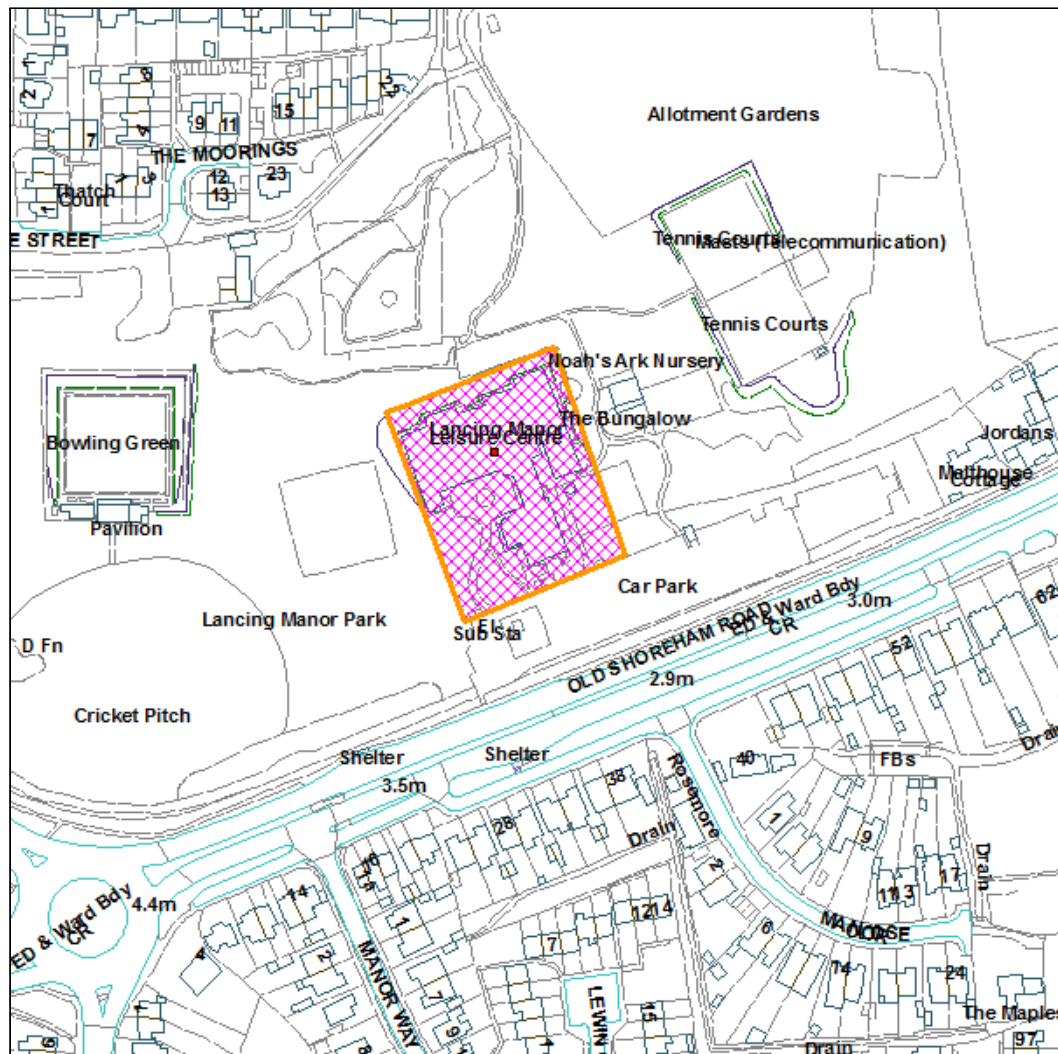 Allotment Gardens
THE MOORINGS
Thatch
Court
E STREET
Tennis Courts
Masts (Telecommunication)
Tennis Courts
Noah's Ark Nursery
The Bungalow
Lancing Manor
Leisure Centre
Bowling Green
Pavilion
Jordans
Malthouse
Cottage
Car Park
Lancing Manor Park
El
Sub Sta
OLD SHOREHAM ROAD
ED & Ward Bdy
CR
3.0m
2.9m
D Fn
Cricket Pitch
Shelter
Shelter
3.5m
4.4m
ED & Ward Bdy
CR
Rosemore
FBs
Drain
Drain
Drain
MANOR WAY
LEWIN
The Maples
Drain
2
7
9
11
15
12
13
23
1
52
62
40
38
28
14
1
9
11
13
17
2
6
14
24
12
14
7
1
2
7
9
15
97
8
4